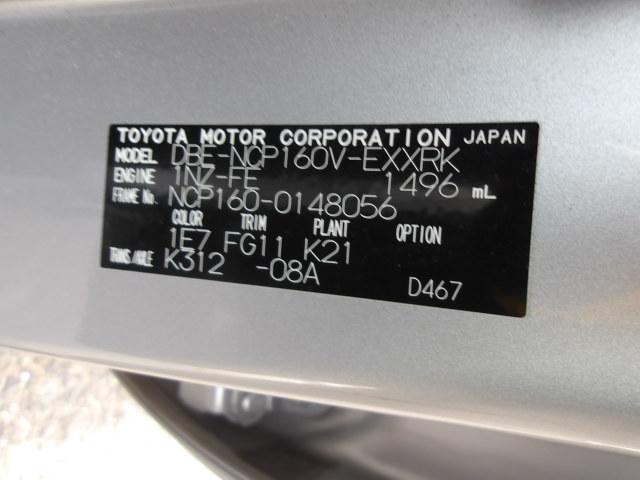 TOYOTA MOTOR CORPORATION JAPAN
MODEL DBE-NCP160V-EXXRK
ENGINE 1NZ-FE 1496 mL
FRAME No. NCP160-0148056
COLOR TRIM PLANT OPTION
1E7 FG11 K21
TRANS/AXLE K312 -08A
D467